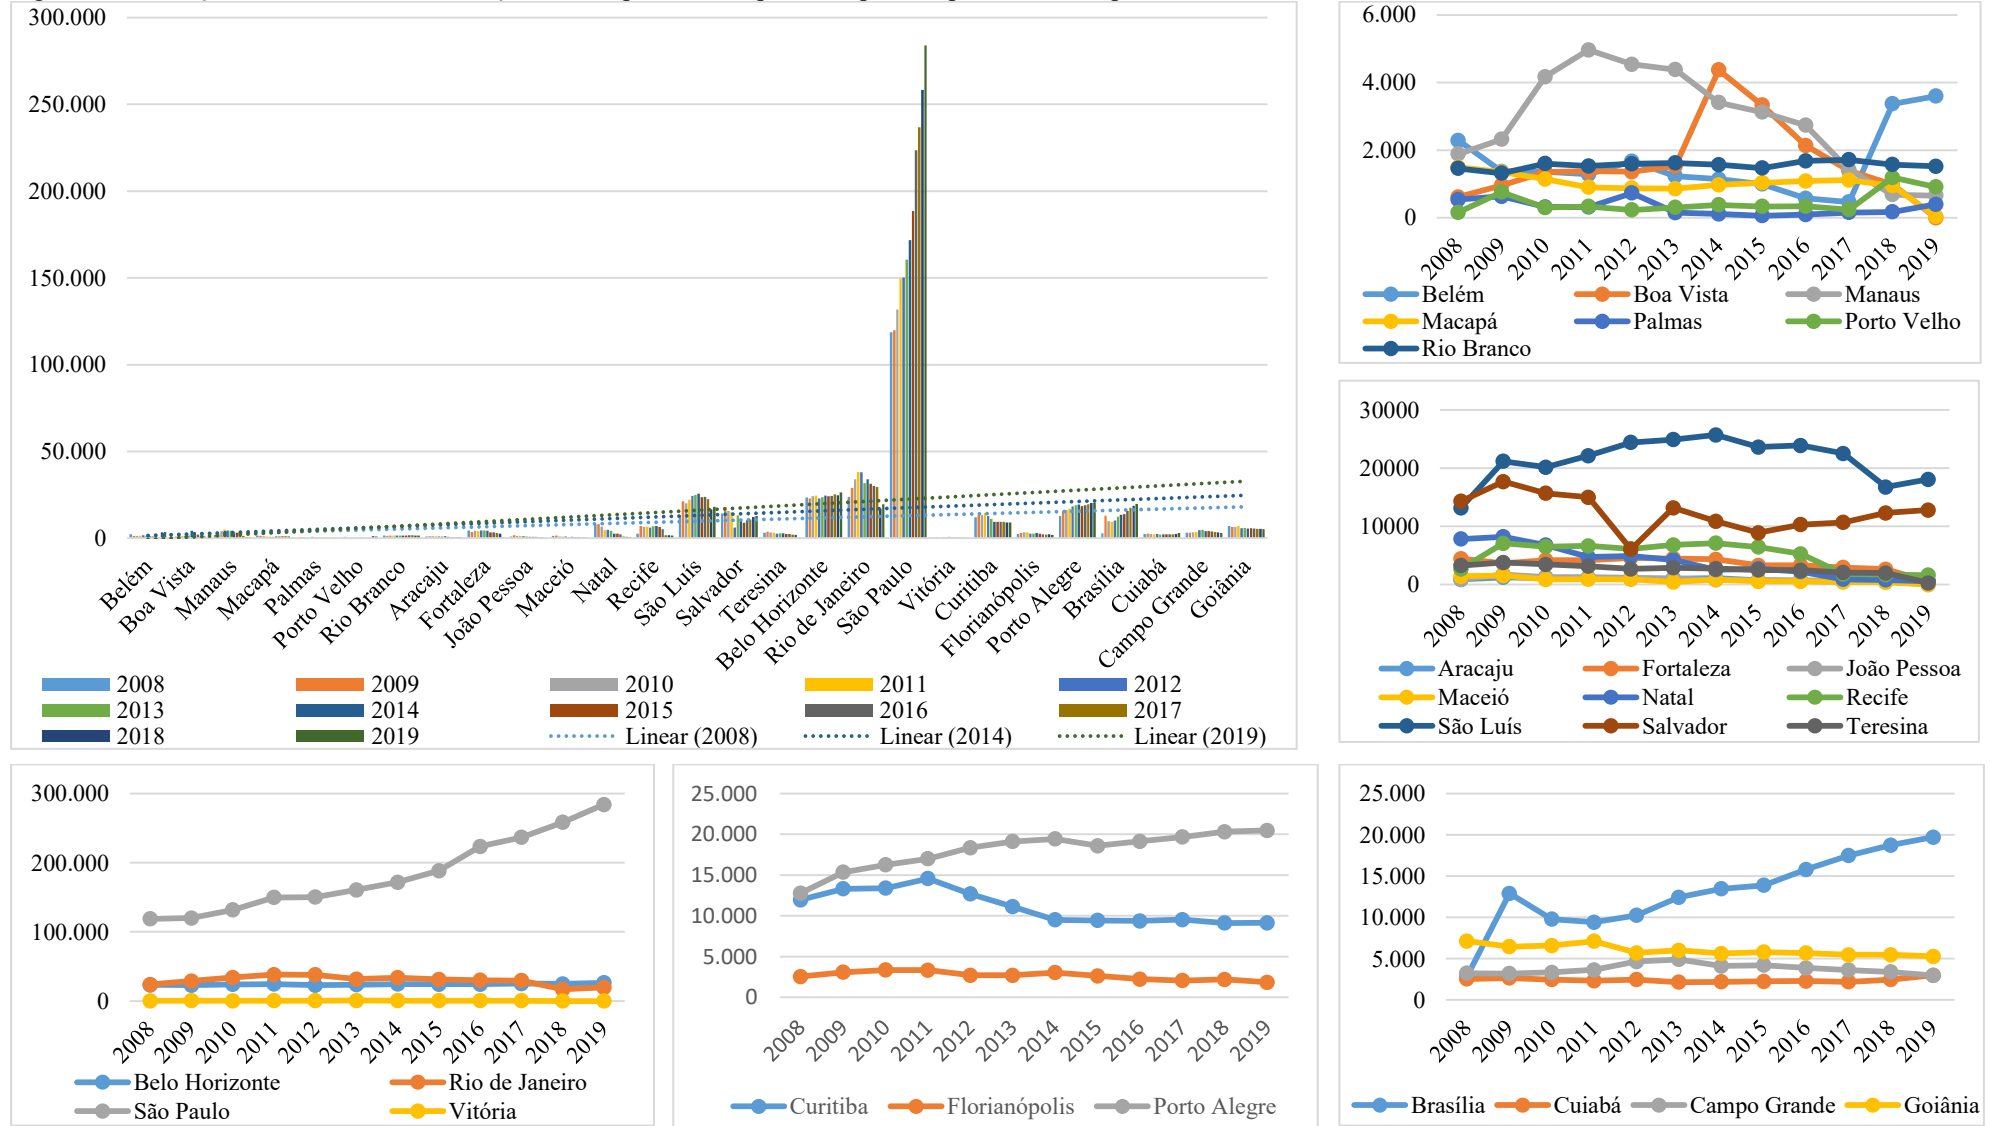 300.000
250.000
200.000
150.000
100.000
50.000
0
Belém
Boa Vista
Manaus
Macapá
Palmas
Porto Velho
Rio Branco
Aracaju
Fortaleza
João Pessoa
Maceió
Natal
Recife
São Luís
Salvador
Teresina
Belo Horizonte
Rio de Janeiro
São Paulo
Vitória
Curitiba
Florianópolis
Porto Alegre
Brasília
Cuiabá
Campo Grande
Goiânia
2008 2009 2010 2011 2012
2013 2014 2015 2016 2017
2018 2019 Linear (2008) Linear (2014) Linear (2019)
6.000
4.000
2.000
0
2008 2009 2010 2011 2012 2013 2014 2015 2016 2017 2018 2019
Belém Boa Vista Manaus
Macapá Palmas Porto Velho
Rio Branco
30000
20000
10000
0
2008 2009 2010 2011 2012 2013 2014 2015 2016 2017 2018 2019
Aracaju Fortaleza João Pessoa
Maceió Natal Recife
São Luís Salvador Teresina
300.000
200.000
100.000
0
2008 2009 2010 2011 2012 2013 2014 2015 2016 2017 2018 2019
Belo Horizonte Rio de Janeiro
São Paulo Vitória
25.000
20.000
15.000
10.000
5.000
0
2008 2009 2010 2011 2012 2013 2014 2015 2016 2017 2018 2019
Curitiba Florianópolis Porto Alegre
25.000
20.000
15.000
10.000
5.000
0
2008 2009 2010 2011 2012 2013 2014 2015 2016 2017 2018 2019
Brasília Cuiabá Campo Grande Goiânia